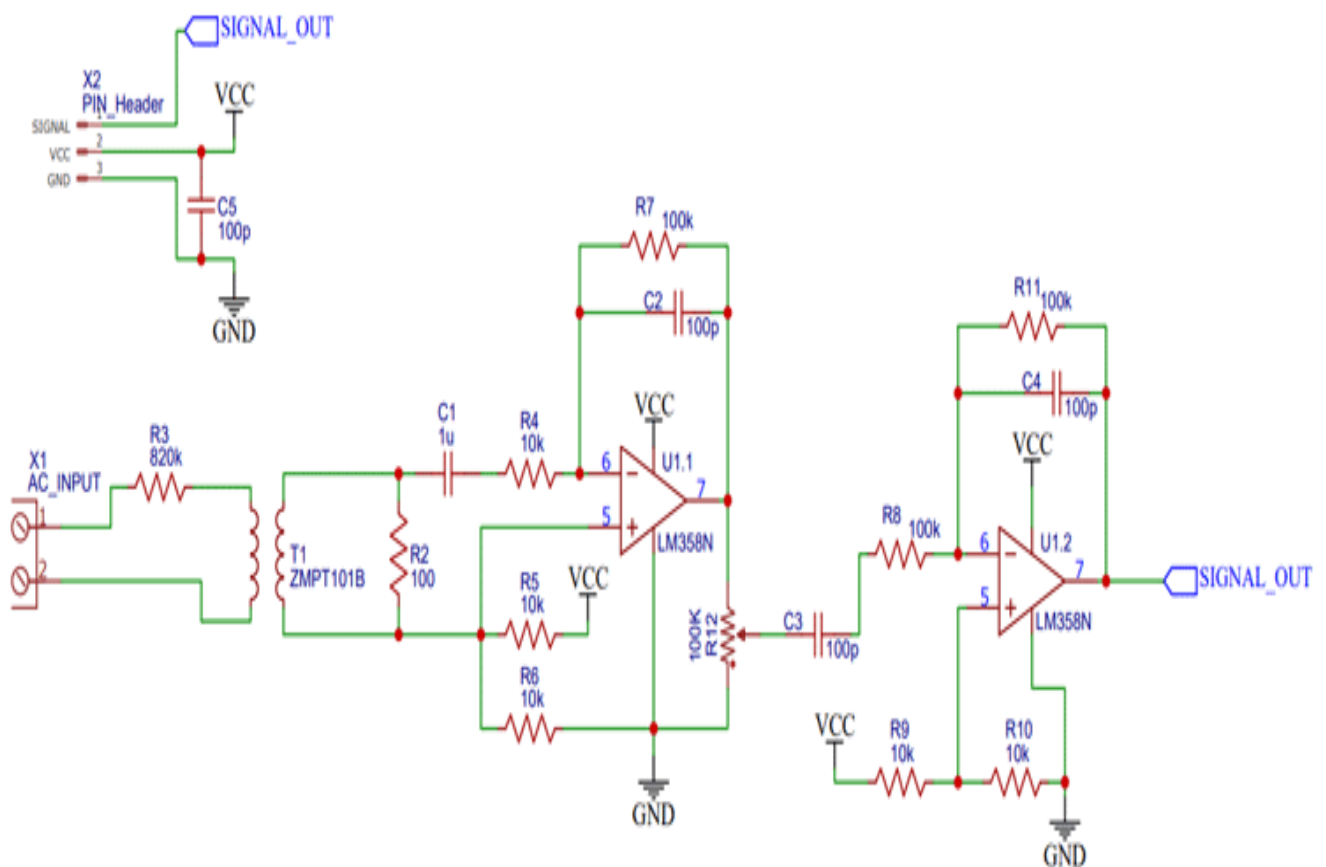 SIGNAL_OUT
X2
PIN_Header
VCC
SIGNAL
1
VCC
2
GND
3
C5
100p
GND
R7
100k
C2
100p
R11
100k
C4
100p
X1
AC_INPUT
1
2
R3
820k
T1
ZMPT101B
C1
1u
R2
100
R4
10k
VCC
6
5
7
U1.1
LM358N
R5
10k
VCC
R6
10k
GND
100K
R12
C3
100p
R8
100k
VCC
6
5
7
U1.2
LM358N
SIGNAL_OUT
VCC
R9
10k
R10
10k
GND